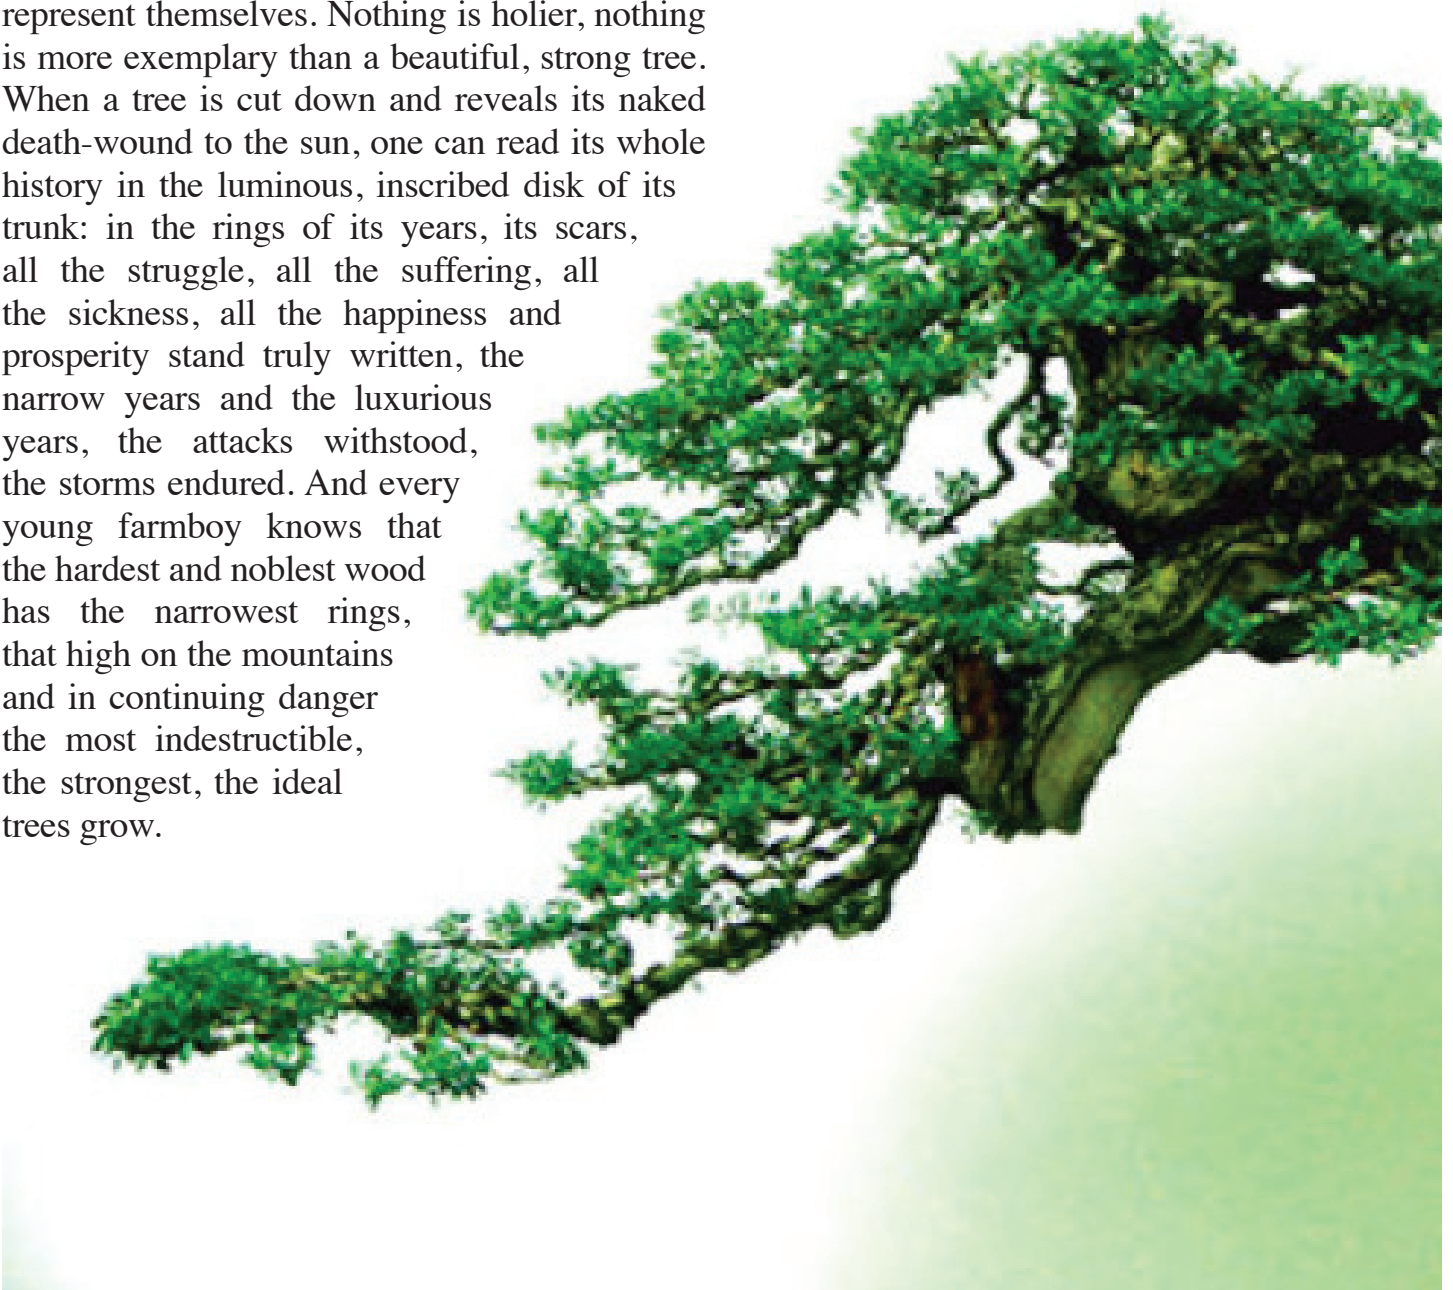 represent themselves. Nothing is holier, nothing
is more exemplary than a beautiful, strong tree.
When a tree is cut down and reveals its naked
death-wound to the sun, one can read its whole
history in the luminous, inscribed disk of its
trunk: in the rings of its years, its scars,
all the struggle, all the suffering, all
the sickness, all the happiness and
prosperity stand truly written, the
narrow years and the luxurious
years, the attacks withstood,
the storms endured. And every
young farmboy knows that
the hardest and noblest wood
has the narrowest rings,
that high on the mountains
and in continuing danger
the most indestructible,
the strongest, the ideal
trees grow.